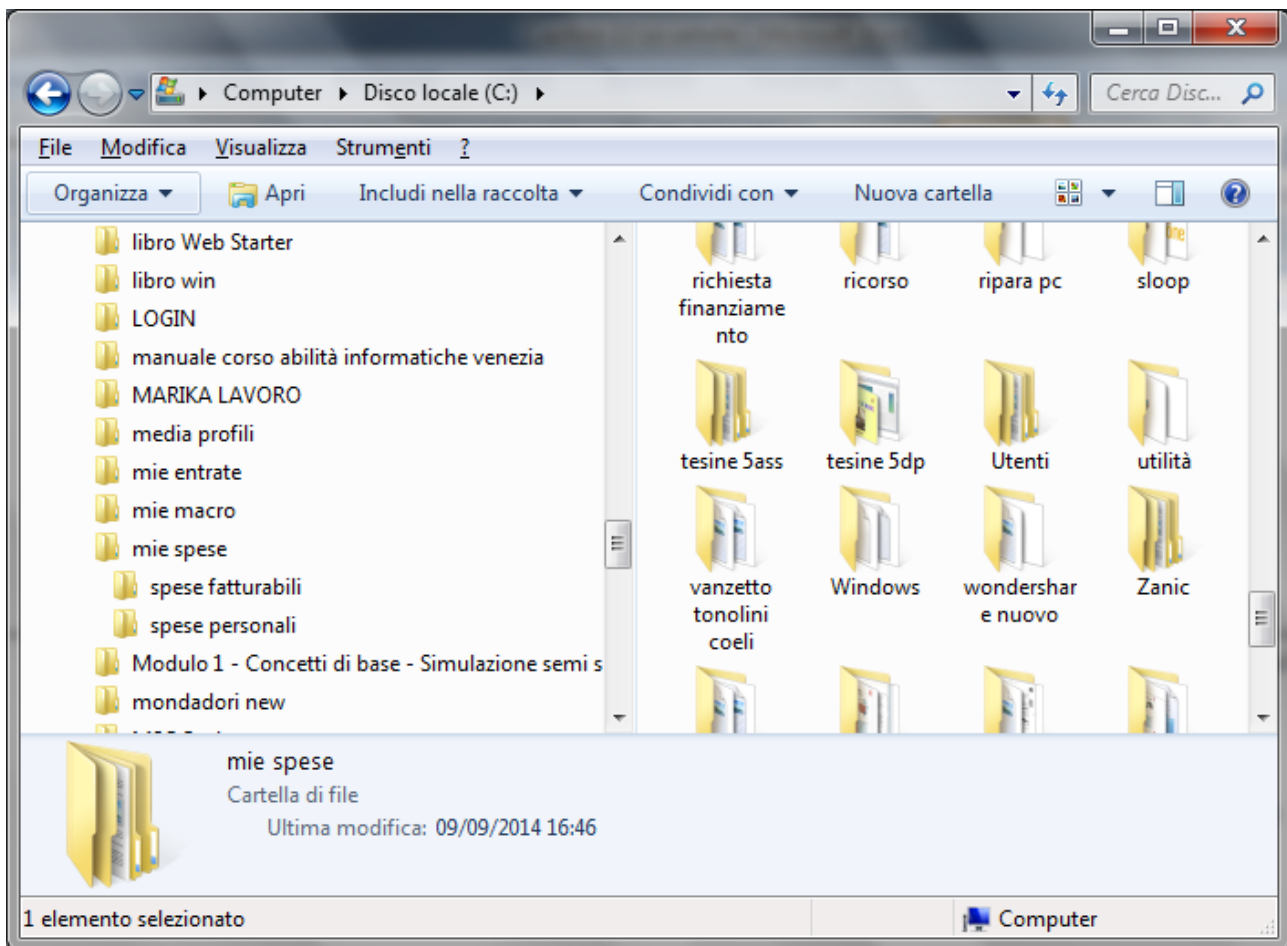 Computer Disco locale (C:) Cerca Disc...
File Modifica Visualizza Strumenti ?
Organizza Apri Includi nella raccolta Condividi con Nuova cartella
libro Web Starter
libro win
LOGIN
manuale corso abilità informatiche venezia
MARIKA LAVORO
media profili
mie entrate
mie macro
mie spese
spese fatturabili
spese personali
Modulo 1 - Concetti di base - Simulazione semi s
mondadori new
richiesta
finanziame
nto
ricorso
ripara pc
sloop
tesine 5ass
tesine 5dp
Utenti
utilità
vanzetto
tonolini
coeli
Windows
wondershar
e nuovo
Zanic
mie spese
Cartella di file
Ultima modifica: 09/09/2014 16:46
1 elemento selezionato Computer